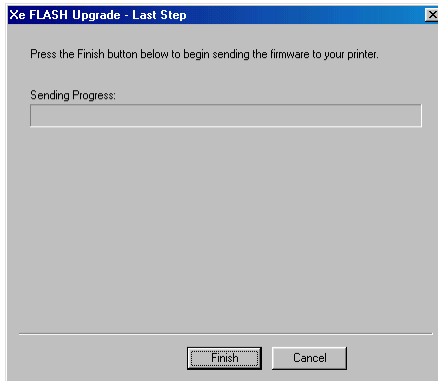 Xe FLASH Upgrade - Last Step
Press the Finish button below to begin sending the firmware to your printer.
Sending Progress:
Finish
Cancel